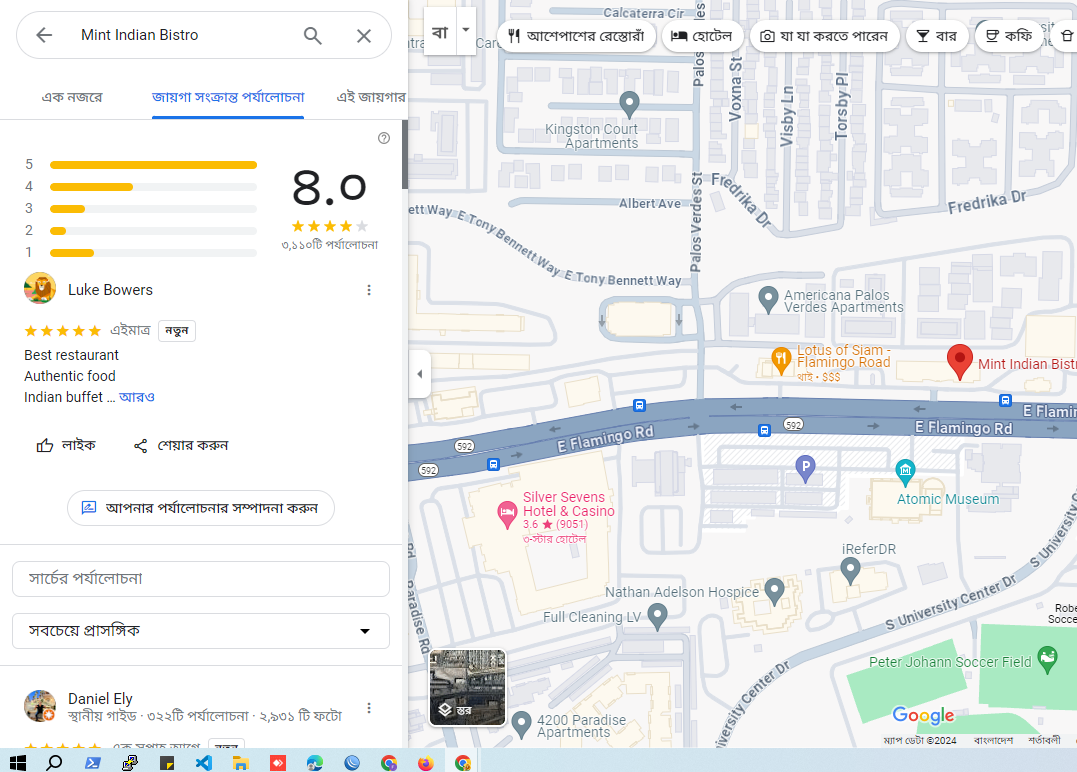 Mint Indian Bistro
এক নজরে
জায়গা সংক্রান্ত পর্যালোচনা
এই জায়গার
5
4
3
2
1
৪.০
৩,১১০টি পর্যালোচনা
Luke Bowers
এইমাত্র
নতুন
Best restaurant
Authentic food
Indian buffet ... আরও
লাইক
শেয়ার করুন
আপনার পর্যালোচনার সম্পাদনা করুন
সার্চের পর্যালোচনা
সবচেয়ে প্রাসঙ্গিক
Daniel Ely
স্থানীয় গাইড · ৩২২টি পর্যালোচনা · ২,৯৩১ টি ফটো
এক সপ্তাহ আগে
নতুন
বা
আশেপাশের রেস্তোরাঁ
হোটেল
যা যা করতে পারেন
বার
কফি
Calcaterra Cir
Palos
Voxna St
Visby Ln
Torsby Pl
Kingston Court
Apartments
Albert Ave
Palos Verdes St
Fredrika Dr
Fredrika Dr
ett Way
E Tony Bennett Way
E Tony Bennett Way
Americana Palos
Verdes Apartments
Lotus of Siam -
Flamingo Road
থাই • $$$
Mint Indian Bistr
E Flamin
E Flamingo Rd
E Flamingo Rd
592
592
592
P
Atomic Museum
Silver Sevens
Hotel & Casino
3.6 ★ (9051)
৩-স্টার হোটেল
iReferDR
Nathan Adelson Hospice
Full Cleaning LV
S University Center Dr
S University
versity Center Dr
Paradise Rd
Robe
Socce
Peter Johann Soccer Field
4200 Paradise
Apartments
স্তর
Google
ম্যাপ ডেটা ©2024
বাংলাদেশ
শর্তাবলী